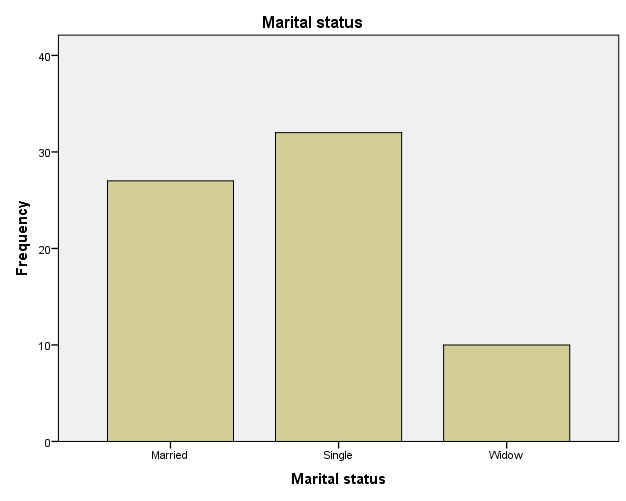 Marital status
40
30
20
10
0
Frequency
Married Single Widow
Marital status